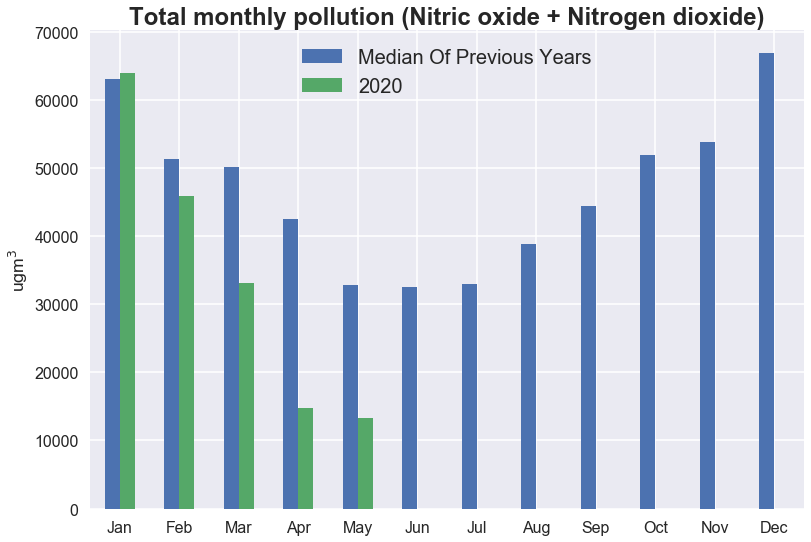 Total monthly pollution (Nitric oxide + Nitrogen dioxide)
Median Of Previous Years
2020
ugm³
70000
60000
50000
40000
30000
20000
10000
0
Jan Feb Mar Apr May Jun Jul Aug Sep Oct Nov Dec